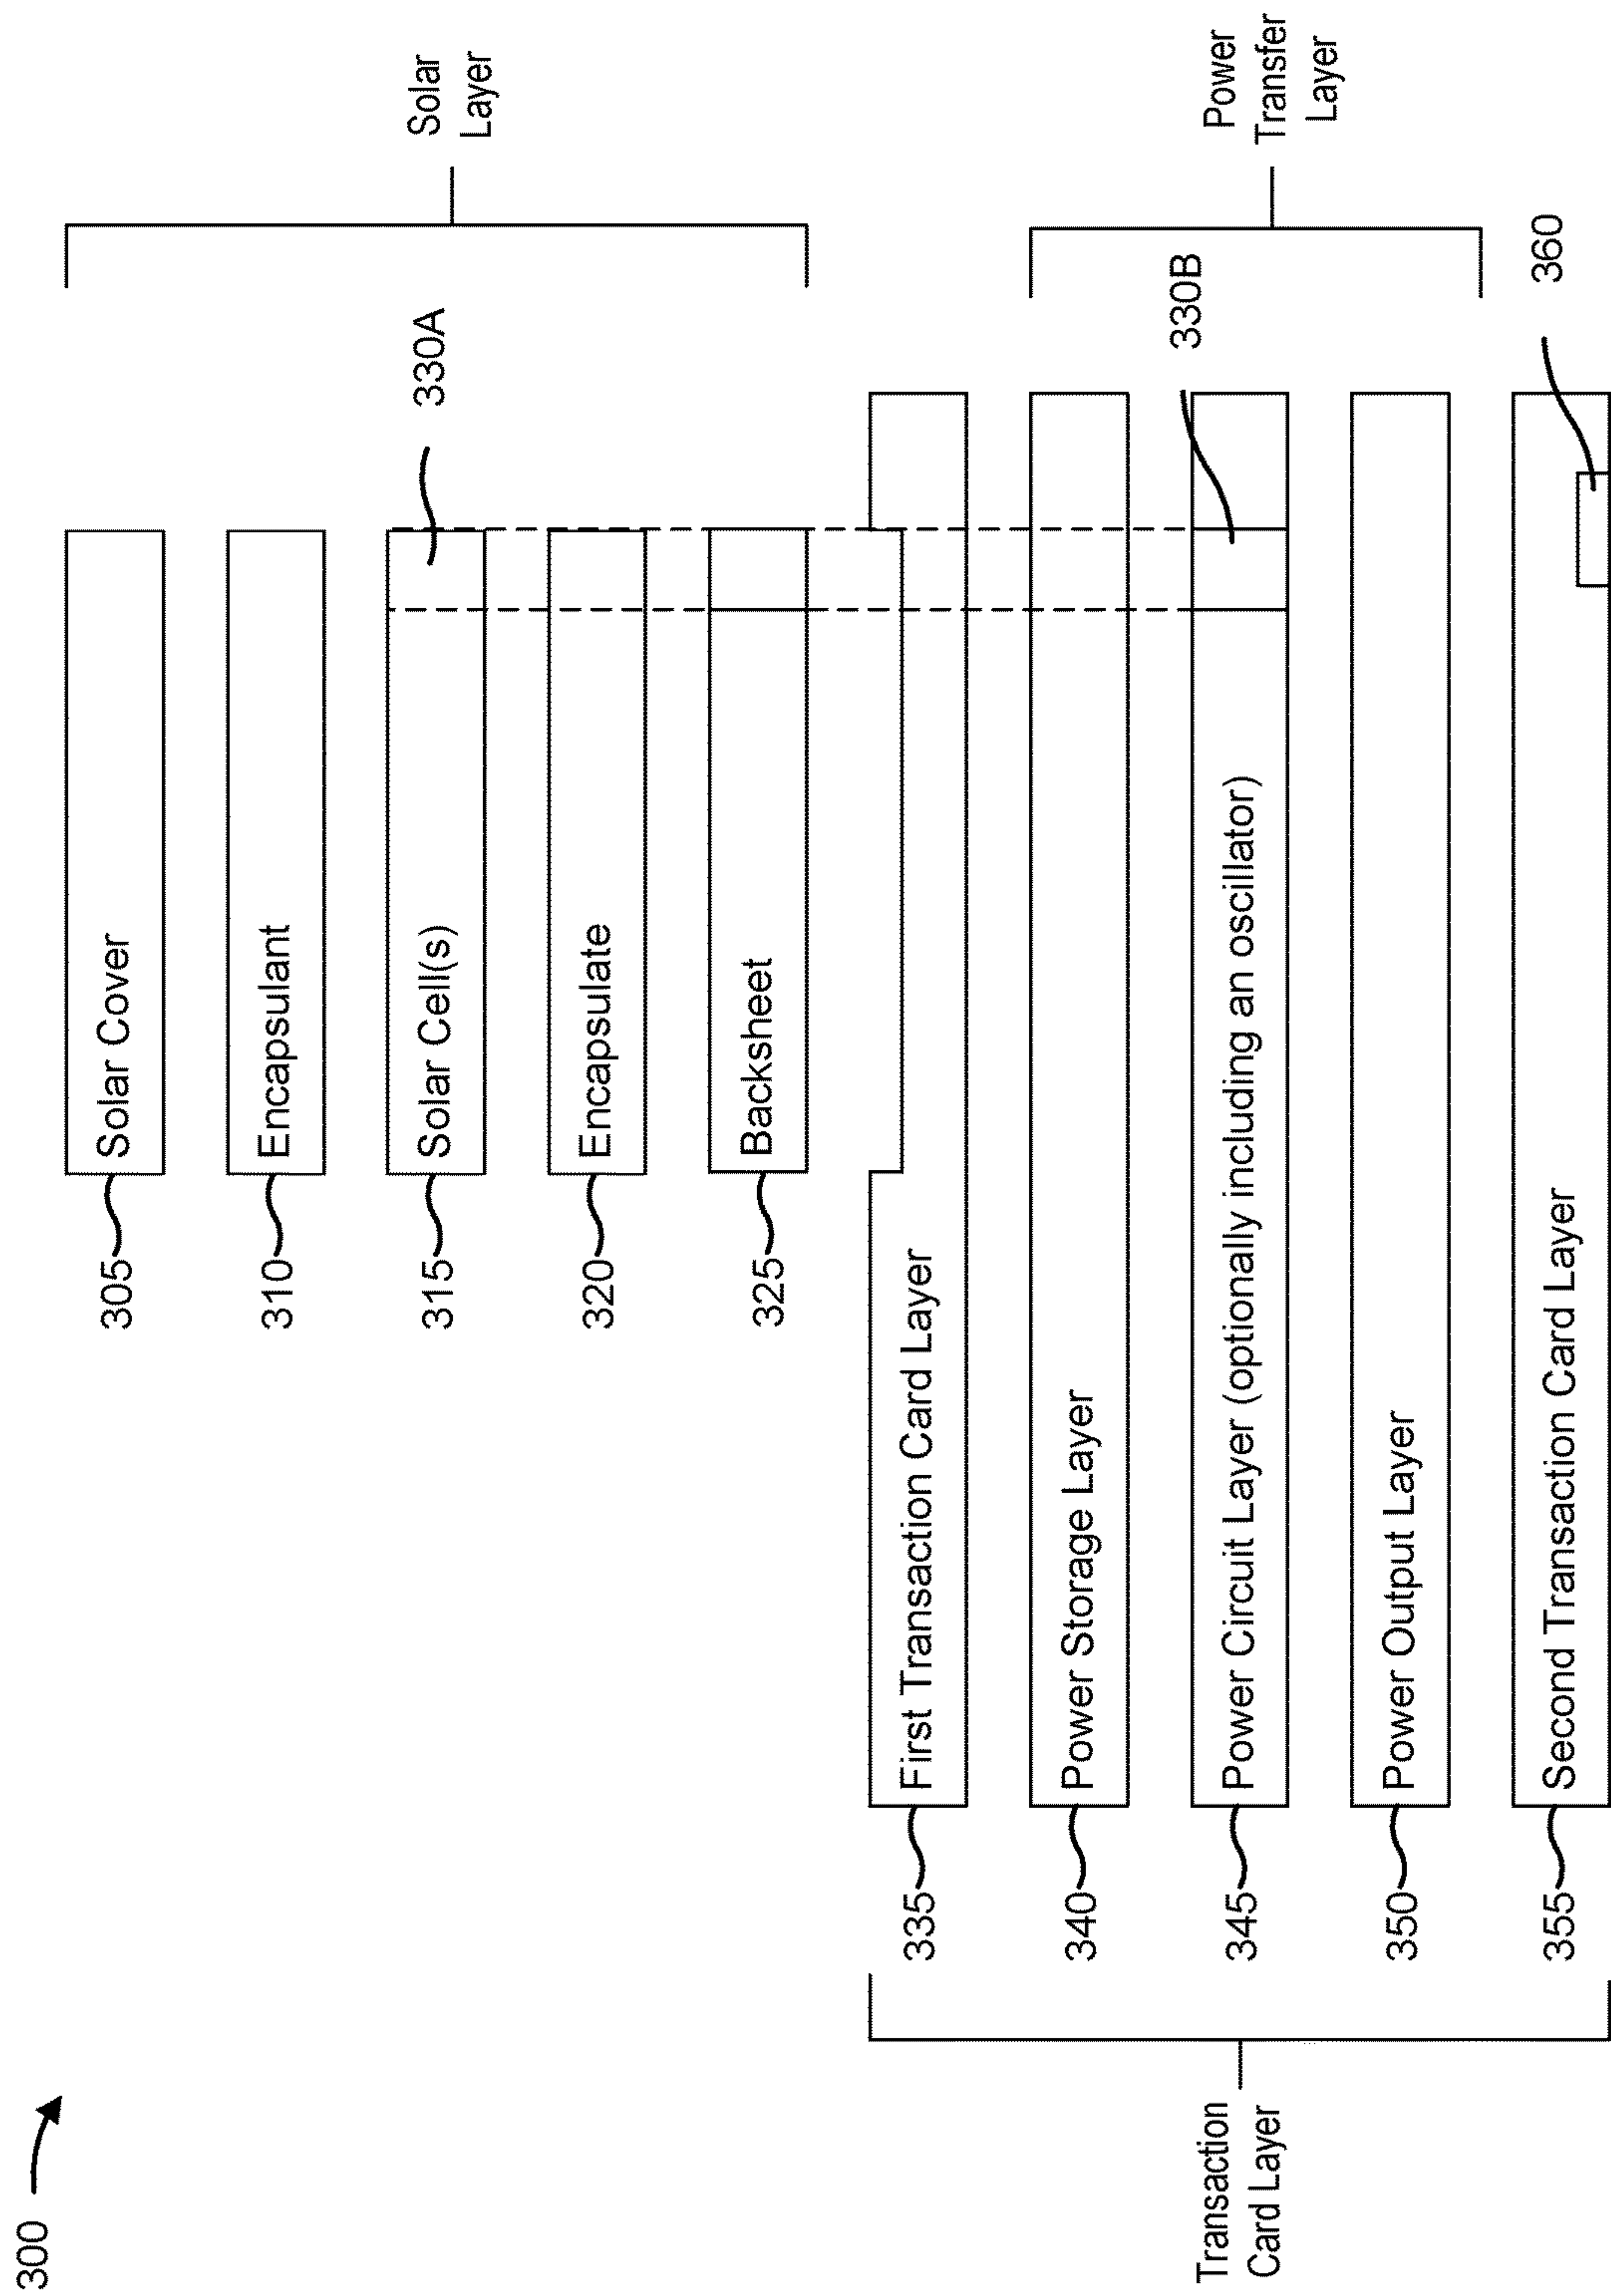 300
305
Solar Cover
310
Encapsulant
315
Solar Cell(s)
330A
320
Encapsulate
325
Backsheet
Solar
Layer
335
First Transaction Card Layer
340
Power Storage Layer
345
Power Circuit Layer (optionally including an oscillator)
330B
350
Power Output Layer
355
Second Transaction Card Layer
360
Transaction
Card Layer
Power
Transfer
Layer